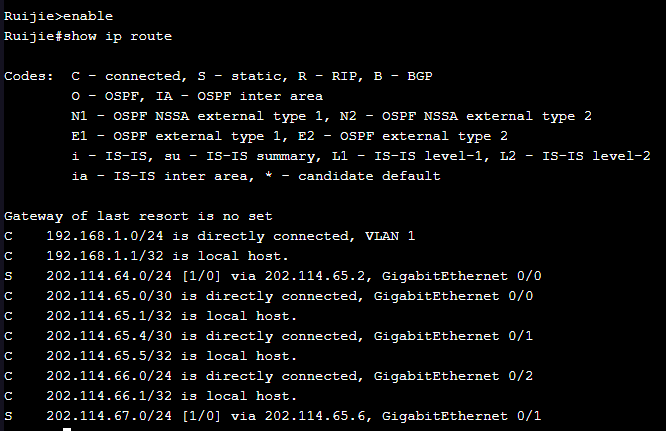 Ruijie>enable
Ruijie#show ip route
Codes:  C - connected, S - static, R - RIP, B - BGP
        O - OSPF, IA - OSPF inter area
        N1 - OSPF NSSA external type 1, N2 - OSPF NSSA external type 2
        E1 - OSPF external type 1, E2 - OSPF external type 2
        i - IS-IS, su - IS-IS summary, L1 - IS-IS level-1, L2 - IS-IS level-2
        ia - IS-IS inter area, * - candidate default
Gateway of last resort is no set
C    192.168.1.0/24 is directly connected, VLAN 1
C    192.168.1.1/32 is local host.
S    202.114.64.0/24 [1/0] via 202.114.65.2, GigabitEthernet 0/0
C    202.114.65.0/30 is directly connected, GigabitEthernet 0/0
C    202.114.65.1/32 is local host.
C    202.114.65.4/30 is directly connected, GigabitEthernet 0/1
C    202.114.65.5/32 is local host.
C    202.114.66.0/24 is directly connected, GigabitEthernet 0/2
C    202.114.66.1/32 is local host.
S    202.114.67.0/24 [1/0] via 202.114.65.6, GigabitEthernet 0/1